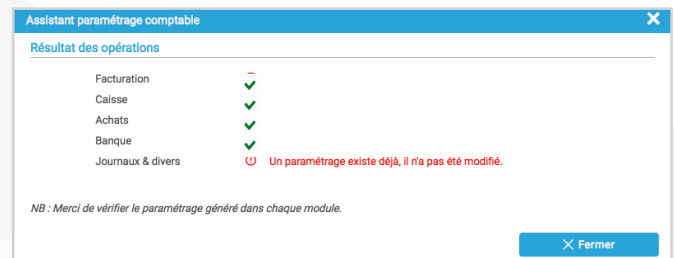 Assistant paramétrage comptable
Résultat des opérations
Facturation
Caisse
Achats
Banque
Journaux & divers Un paramétrage existe déjà, il n'a pas été modifié.
NB : Merci de vérifier le paramétrage généré dans chaque module.
Fermer